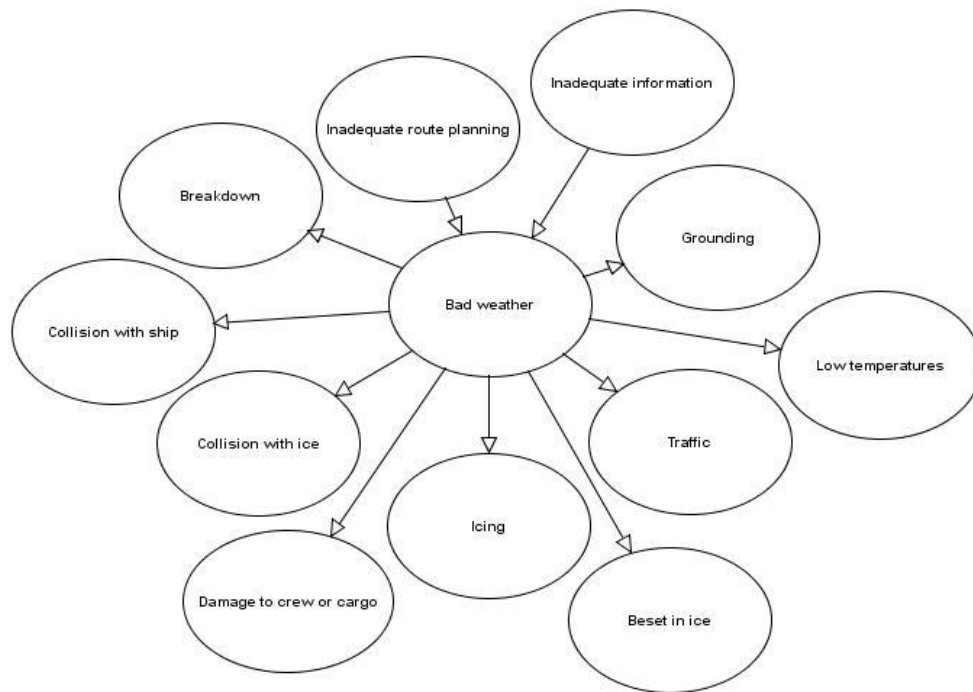 Inadequate information
Inadequate route planning
Breakdown
Grounding
Bad weather
Collision with ship
Low temperatures
Collision with ice
Traffic
Icing
Damage to crew or cargo
Beset in ice